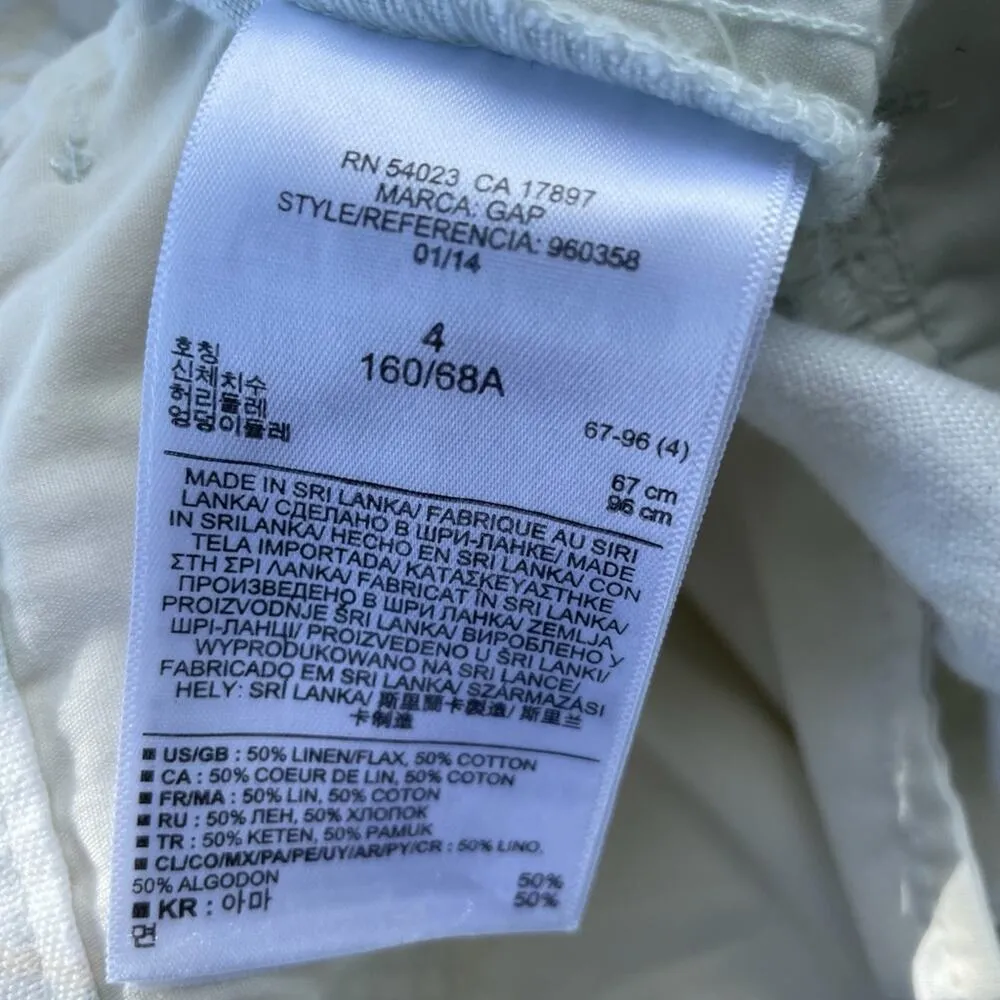 RN 54023 CA 17897
MARCA: GAP
STYLE/REFERENCIA: 960358
01/14
4
160/68A
호칭
신체치수 67-96 (4)
허리둘레 67 cm
엉덩이둘레 96 cm
MADE IN SRI LANKA/ FABRIQUE AU SIRI
LANKA/ СДЕЛАНО В ШРИ-ЛАНКЕ/ MADE
IN SRILANKA/ HECHO EN SRI LANKA/ CON
TELA IMPORTADA/ ΚΑΤΑΣΚΕΥΑΣΤΗΚΕ
ΣΤΗ ΣΡΙ ΛΑΝΚΑ/ FABRICAT IN SRI LANKA/
ПРОИЗВЕДЕНО В ШРИ ЛАНКА/ ZEMLJA
PROIZVODNJE ŠRI LANKA/ ВИРОБЛЕНО У
ШРІ-ЛАНЦІ/ PROIZVEDENO U ŠRI LANKI/
WYPRODUKOWANO NA SRI LANCE/
FABRICADO EM SRI LANKA/ SZÁRMAZÁSI
HELY: SRÍ LANKA/ 斯里蘭卡製造/ 斯里兰
卡制造
US/GB : 50% LINEN/FLAX, 50% COTTON
CA : 50% COEUR DE LIN, 50% COTON
FR/MA : 50% LIN, 50% COTON
RU : 50% ЛЕН, 50% ХЛОПОК
TR : 50% KETEN, 50% PAMUK
CL/CO/MX/PA/PE/UY/AR/PY/CR : 50% LINO,
50% ALGODON
KR : 아마 50%
면 50%